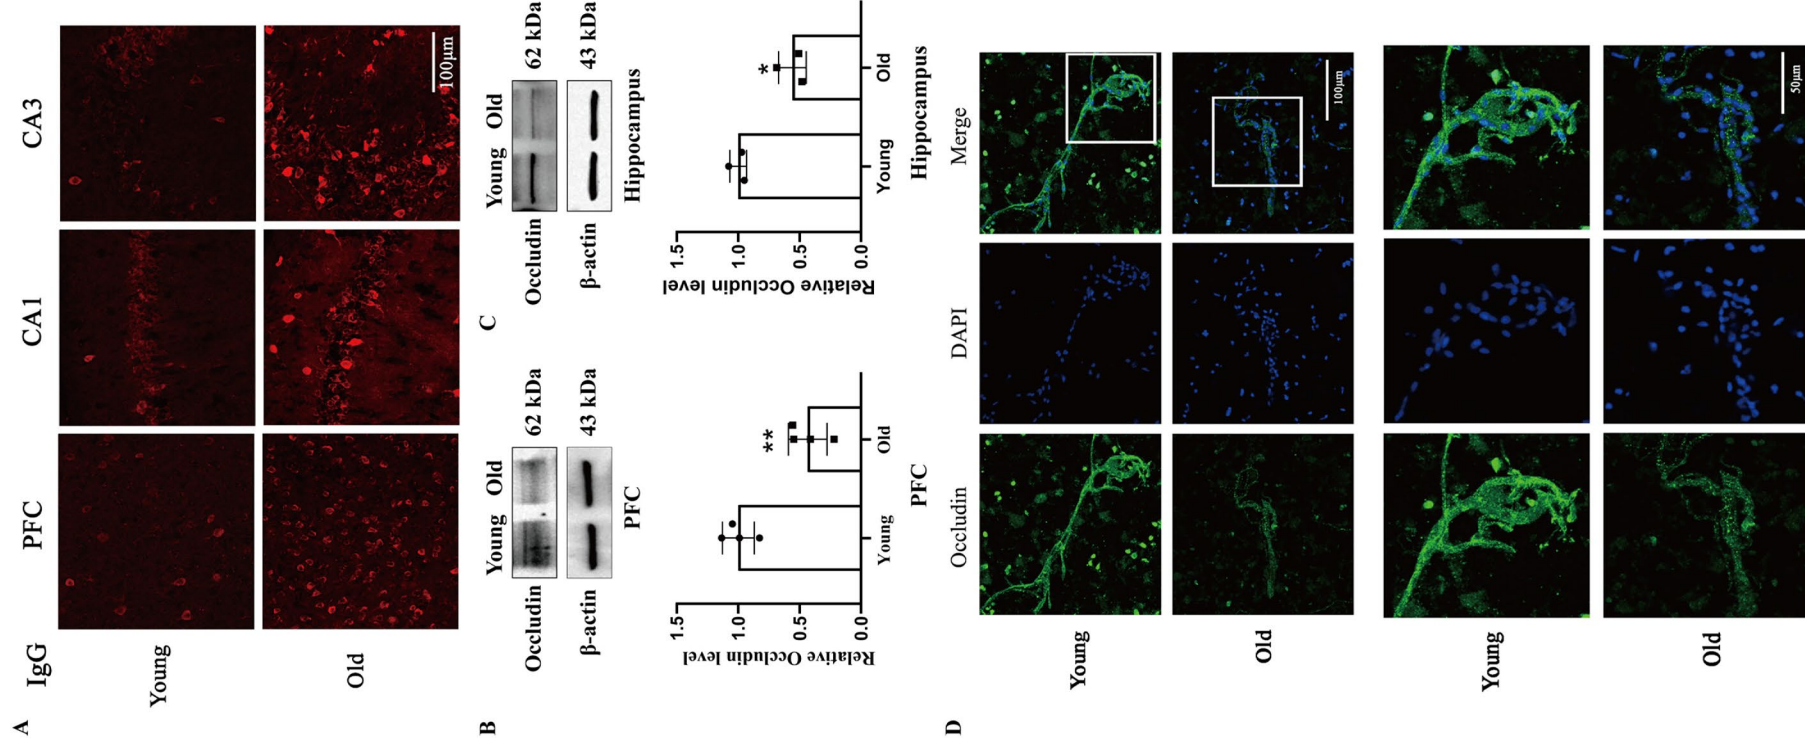 A
IgG
PFC
CA1
CA3
Young
Old
100μm
B
Young
Old
Occludin
62 kDa
β-actin
43 kDa
PFC
Relative Occludin level
1.5
1.0
0.5
0.0
**
Young
Old
PFC
C
Young
Old
Occludin
62 kDa
β-actin
43 kDa
Hippocampus
Relative Occludin level
1.5
1.0
0.5
0.0
*
Young
Old
Hippocampus
D
Occludin
DAPI
Merge
Young
Old
100μm
Young
Old
50μm